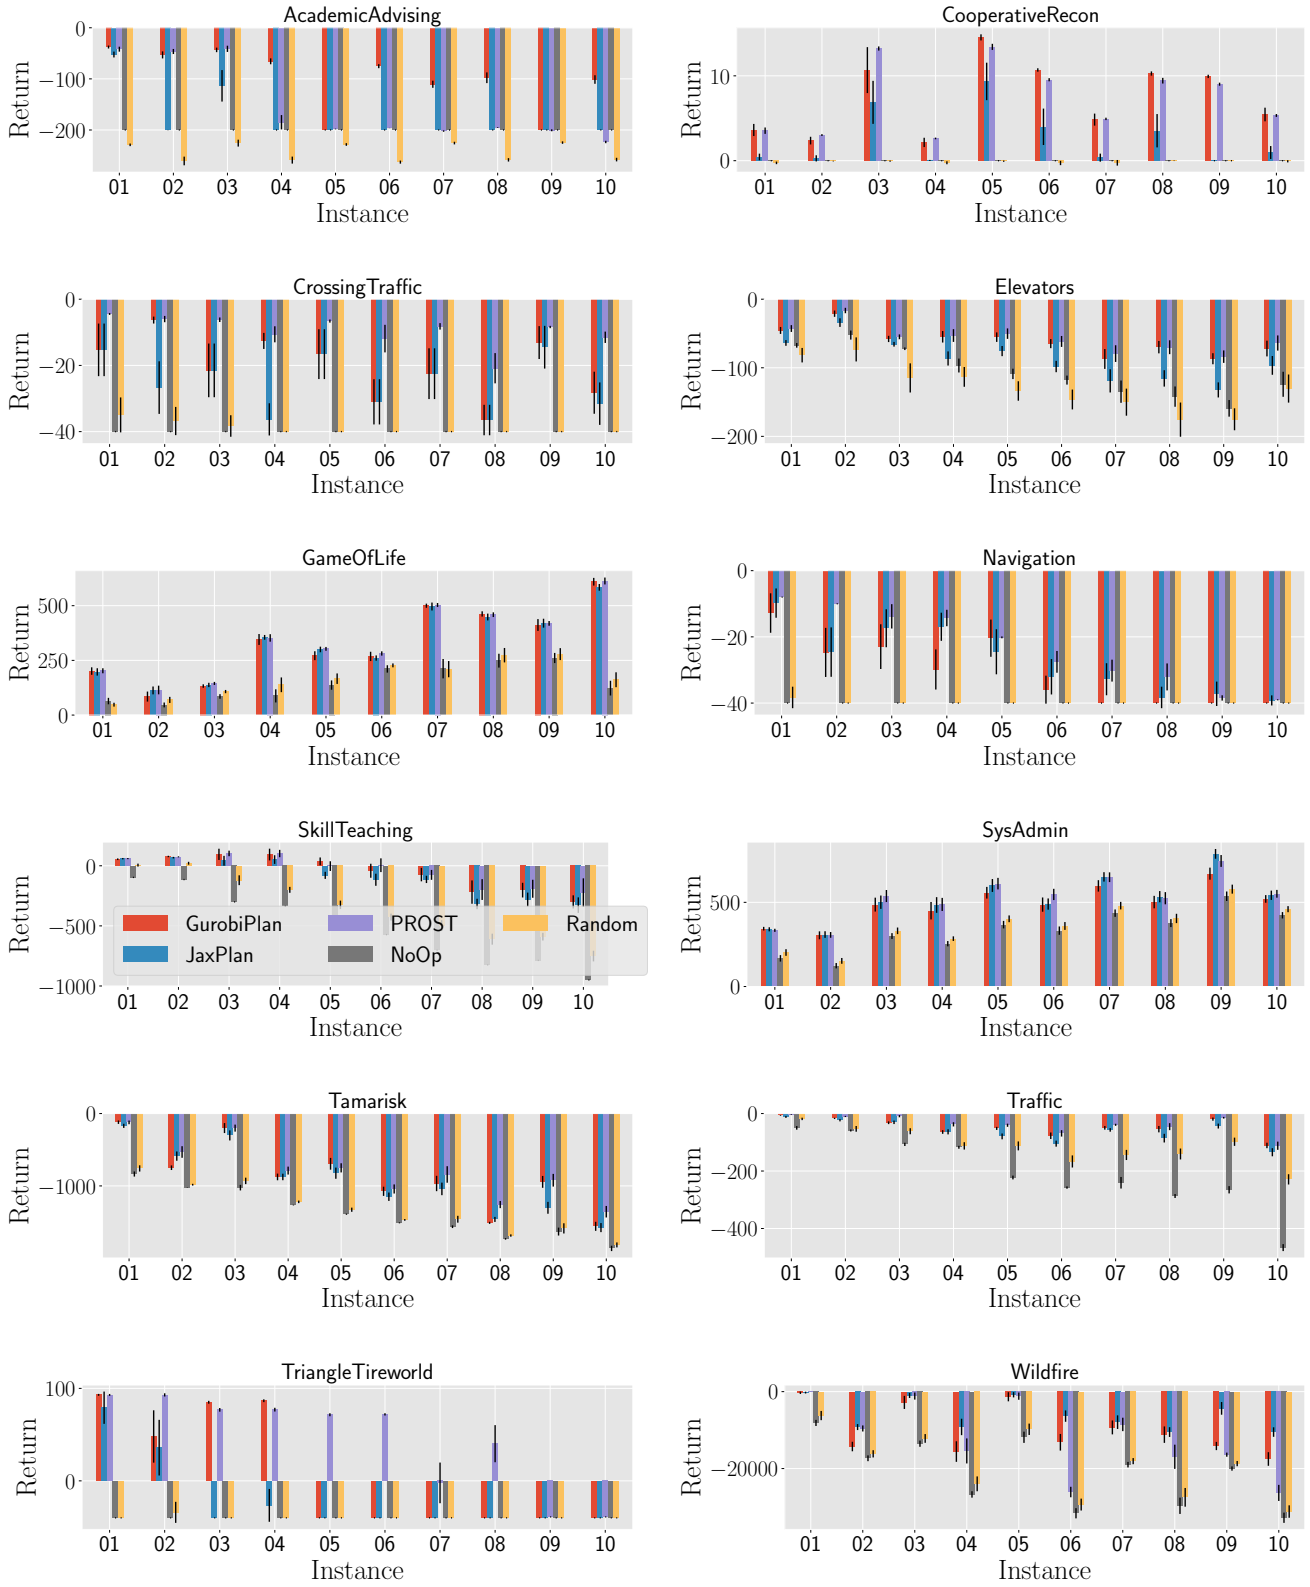 AcademicAdvising
Return
0
−100
−200
01 02 03 04 05 06 07 08 09 10
Instance
CooperativeRecon
Return
10
0
01 02 03 04 05 06 07 08 09 10
Instance
CrossingTraffic
Return
0
−20
−40
01 02 03 04 05 06 07 08 09 10
Instance
Elevators
Return
0
−100
−200
01 02 03 04 05 06 07 08 09 10
Instance
GameOfLife
Return
500
250
0
01 02 03 04 05 06 07 08 09 10
Instance
Navigation
Return
0
−20
−40
01 02 03 04 05 06 07 08 09 10
Instance
SkillTeaching
Return
0
−500
−1000
GurobiPlan PROST Random
JaxPlan NoOp
01 02 03 04 05 06 07 08 09 10
Instance
SysAdmin
Return
500
0
01 02 03 04 05 06 07 08 09 10
Instance
Tamarisk
Return
0
−1000
01 02 03 04 05 06 07 08 09 10
Instance
Traffic
Return
0
−200
−400
01 02 03 04 05 06 07 08 09 10
Instance
TriangleTireworld
Return
100
0
01 02 03 04 05 06 07 08 09 10
Instance
Wildfire
Return
0
−20000
01 02 03 04 05 06 07 08 09 10
Instance